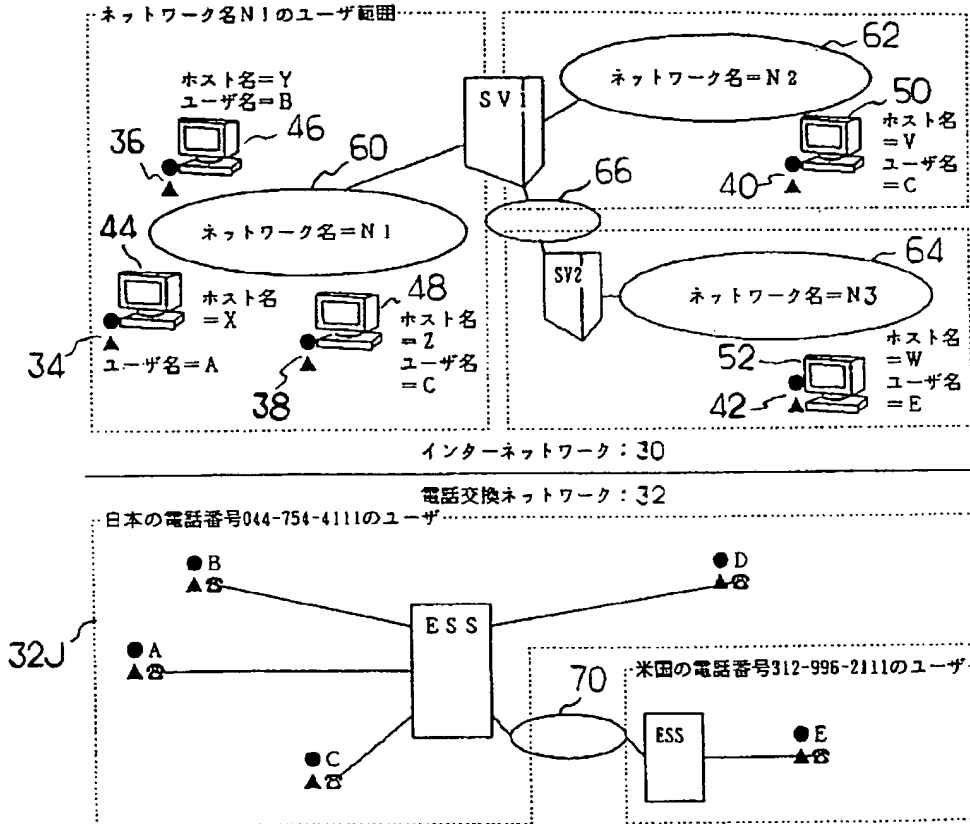 ネットワーク名N1のユーザ範囲
ホスト名=Y
ユーザ名=B
46
36
60
ネットワーク名=N1
44
ホスト名
=X
34
ユーザ名=A
48
ホスト名
=Z
ユーザ名
=C
38
SV1
62
ネットワーク名=N2
50
ホスト名
=V
ユーザ名
=C
40
66
SV2
64
ネットワーク名=N3
ホスト名
=W
ユーザ名
=E
52
42
インターネットワーク:30
電話交換ネットワーク:32
日本の電話番号044-754-4111のユーザ
B
D
ESS
32J
A
70
米国の電話番号312-996-2111のユーザ
C
ESS
E